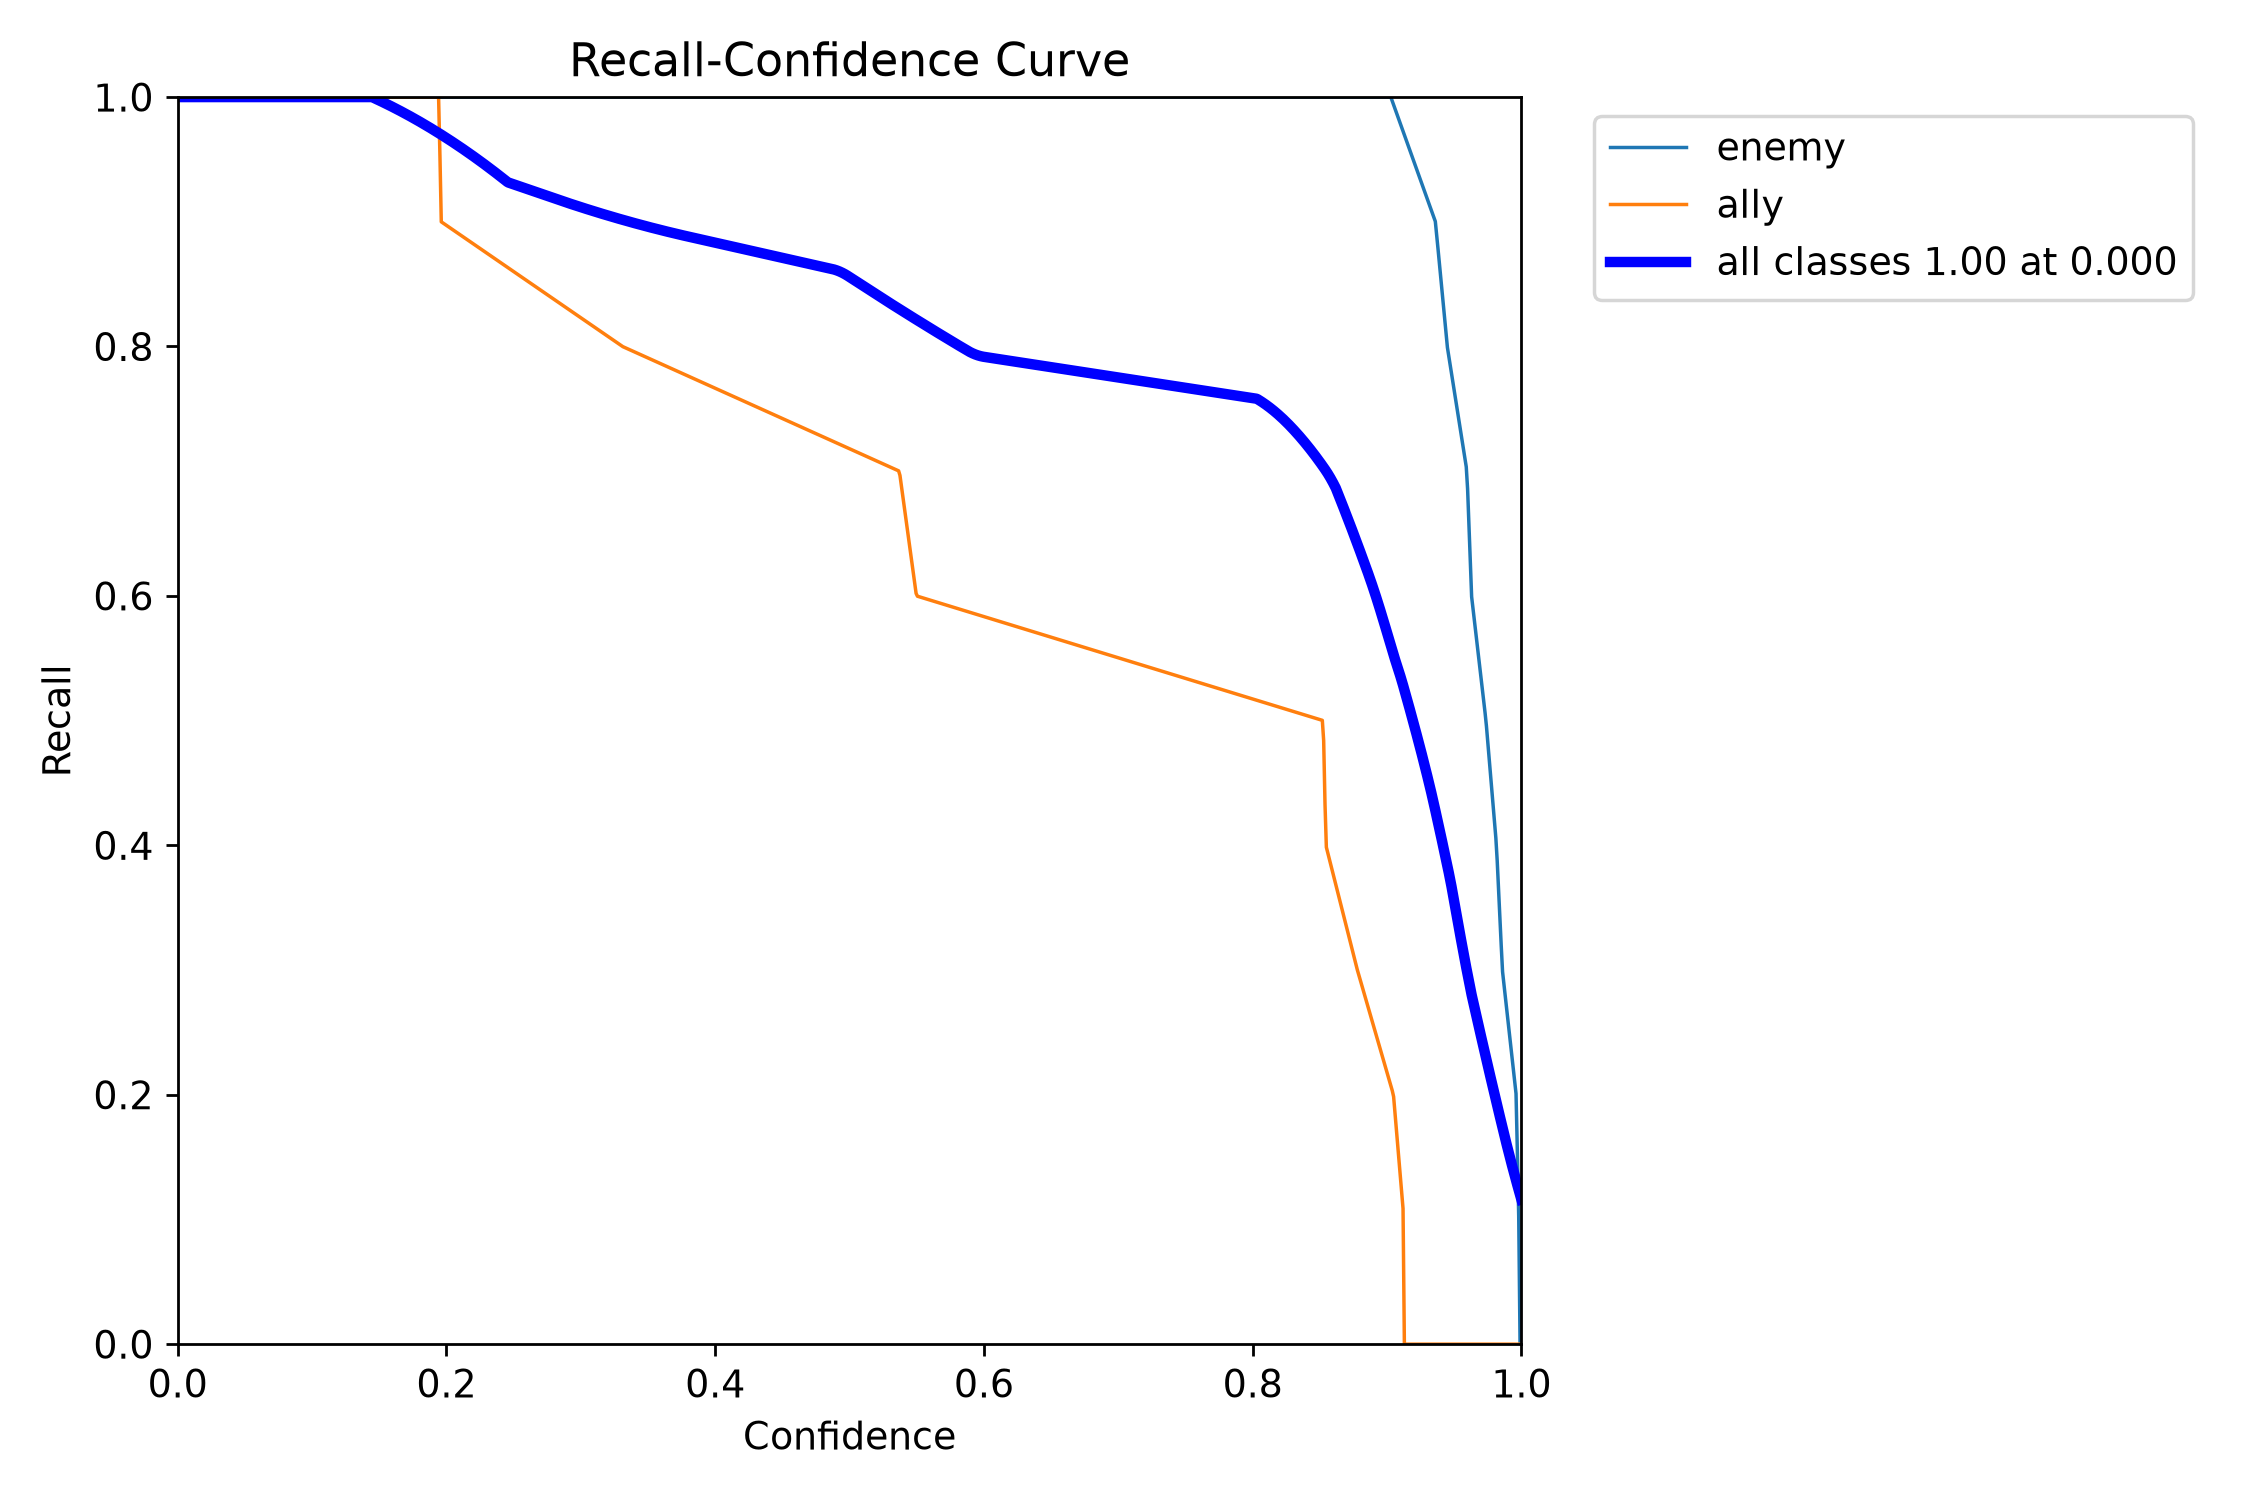 Recall-Confidence Curve
1.0
0.8
0.6
0.4
0.2
0.0
Recall
0.0 0.2 0.4 0.6 0.8 1.0
Confidence
enemy
ally
all classes 1.00 at 0.000